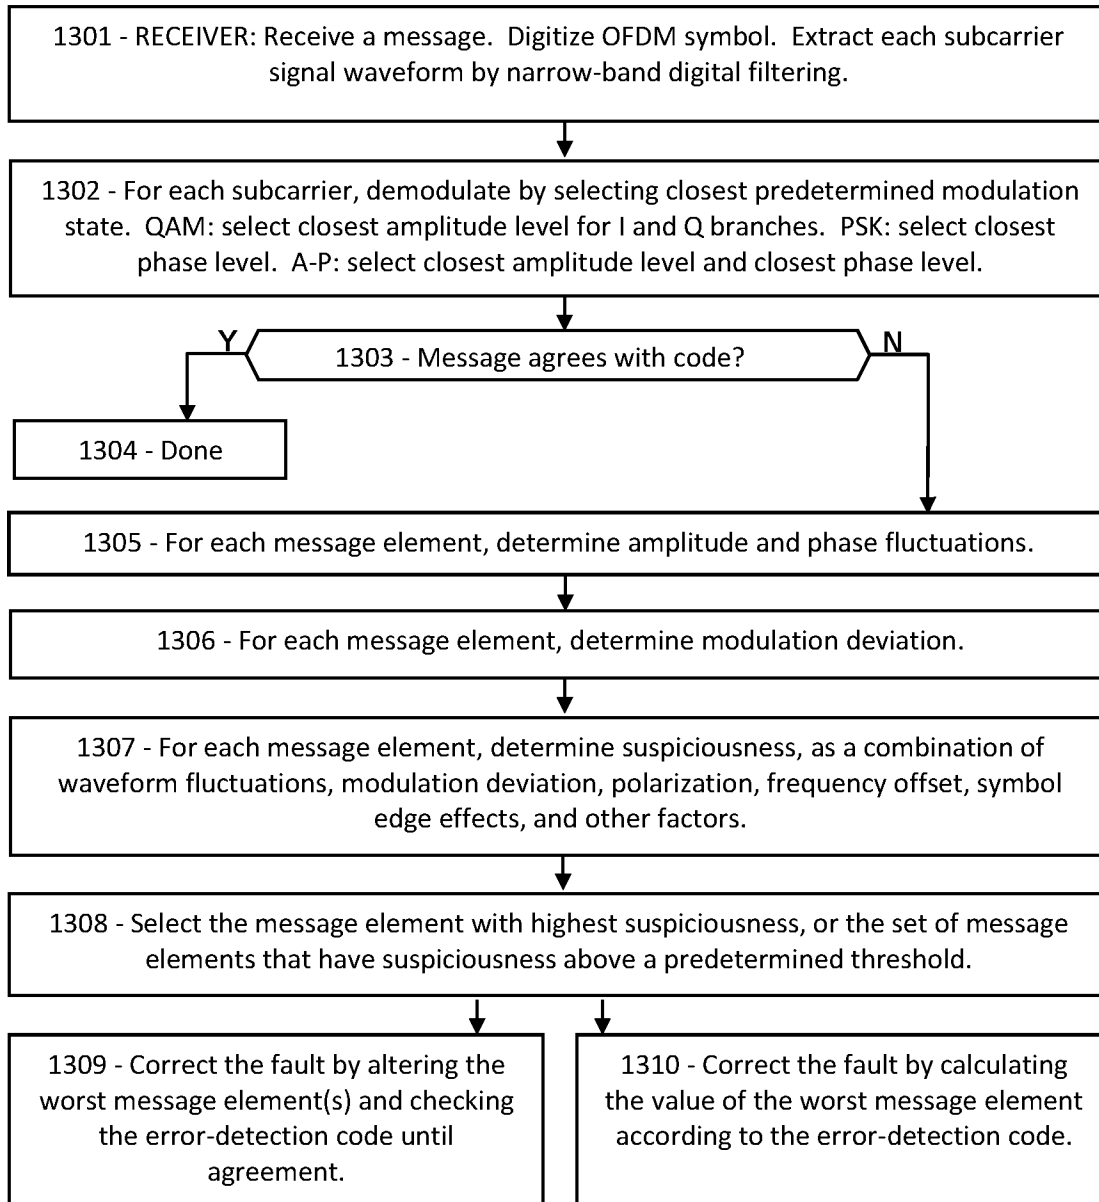 1301 - RECEIVER: Receive a message. Digitize OFDM symbol. Extract each subcarrier
signal waveform by narrow-band digital filtering.
1302 - For each subcarrier, demodulate by selecting closest predetermined modulation
state. QAM: select closest amplitude level for I and Q branches. PSK: select closest
phase level. A-P: select closest amplitude level and closest phase level.
Y
1303 - Message agrees with code?
N
1304 - Done
1305 - For each message element, determine amplitude and phase fluctuations.
1306 - For each message element, determine modulation deviation.
1307 - For each message element, determine suspiciousness, as a combination of
waveform fluctuations, modulation deviation, polarization, frequency offset, symbol
edge effects, and other factors.
1308 - Select the message element with highest suspiciousness, or the set of message
elements that have suspiciousness above a predetermined threshold.
1309 - Correct the fault by altering the
worst message element(s) and checking
the error-detection code until
agreement.
1310 - Correct the fault by calculating
the value of the worst message element
according to the error-detection code.